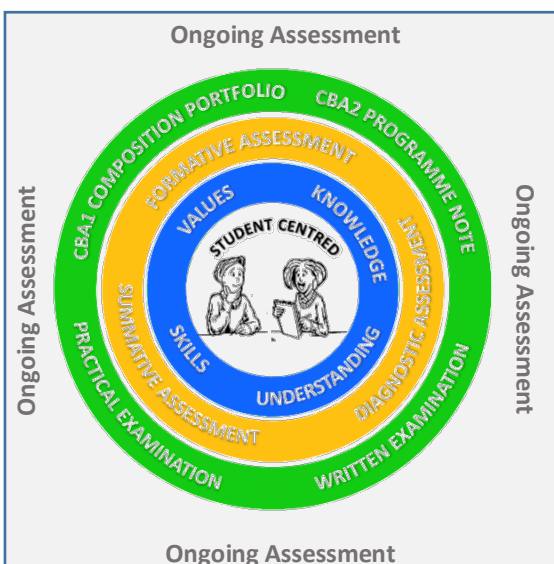 Ongoing Assessment
CBA1 COMPOSITION PORTFOLIO
CBA2 PROGRAMME NOTE
FORMATIVE ASSESSMENT
VALUES
KNOWLEDGE
STUDENT CENTRED
Ongoing Assessment
Ongoing Assessment
DIAGNOSTIC ASSESSMENT
SUMMATIVE ASSESSMENT
SKILLS
UNDERSTANDING
PRACTICAL EXAMINATION
WRITTEN EXAMINATION
Ongoing Assessment